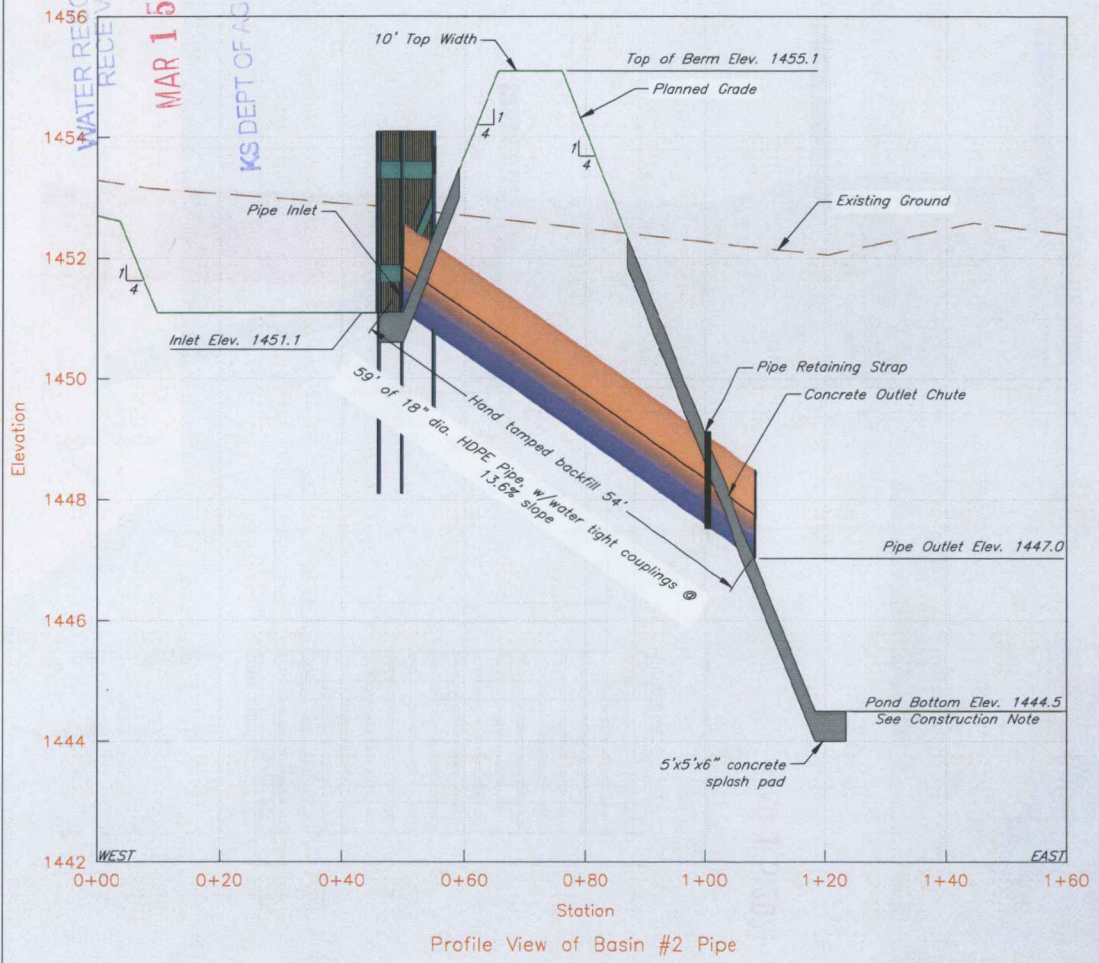 WATER RE
RECE
MAR 15
KS DEPT OF AG
1456
1454
1452
1450
1448
1446
1444
1442
Elevation
10' Top Width
Top of Berm Elev. 1455.1
Planned Grade
1
4
1
4
Existing Ground
Pipe Inlet
1
4
Inlet Elev. 1451.1
Pipe Retaining Strap
Concrete Outlet Chute
Hand tamped backfill 54'
59' of 18" dia. HDPE Pipe, w/water tight couplings @
13.6% slope
Pipe Outlet Elev. 1447.0
Pond Bottom Elev. 1444.5
See Construction Note
5'x5'x6" concrete
splash pad
WEST
EAST
0+00 0+20 0+40 0+60 0+80 1+00 1+20 1+40 1+60
Station
Profile View of Basin #2 Pipe